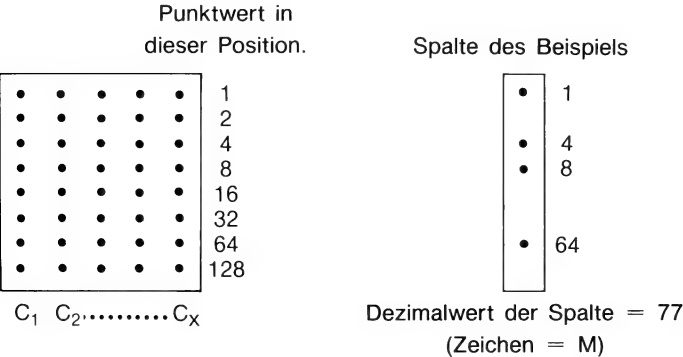 Punktwert in
dieser Position.
1
2
4
8
16
32
64
128
C1 C2..........CX
Spalte des Beispiels
1
4
8
64
Dezimalwert der Spalte = 77
(Zeichen = M)